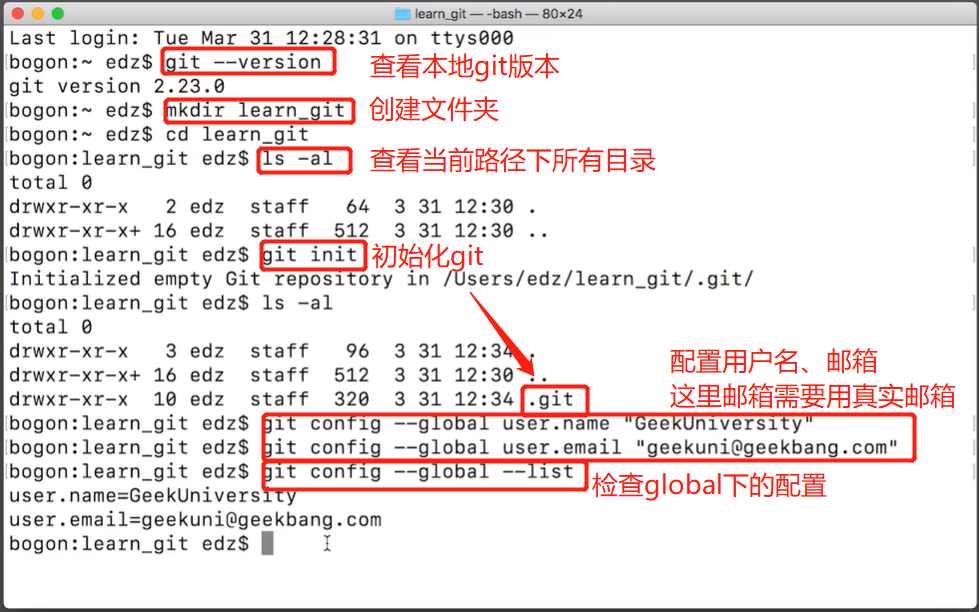 learn_git — -bash — 80×24
Last login: Tue Mar 31 12:28:31 on ttys000
bogon:~ edz$ git --version 查看本地git版本
git version 2.23.0
bogon:~ edz$ mkdir learn_git 创建文件夹
bogon:~ edz$ cd learn_git
bogon:learn_git edz$ ls -al 查看当前路径下所有目录
total 0
drwxr-xr-x   2 edz  staff   64  3 31 12:30 .
drwxr-xr-x+ 16 edz  staff  512  3 31 12:30 ..
bogon:learn_git edz$ git init 初始化git
Initialized empty Git repository in /Users/edz/learn_git/.git/
bogon:learn_git edz$ ls -al
total 0
drwxr-xr-x   3 edz  staff   96  3 31 12:34 .
drwxr-xr-x+ 16 edz  staff  512  3 31 12:30 ..
drwxr-xr-x  10 edz  staff  320  3 31 12:34 .git
配置用户名、邮箱
这里邮箱需要用真实邮箱
bogon:learn_git edz$ git config --global user.name "GeekUniversity"
bogon:learn_git edz$ git config --global user.email "geekuni@geekbang.com"
bogon:learn_git edz$ git config --global --list 检查global下的配置
user.name=GeekUniversity
user.email=geekuni@geekbang.com
bogon:learn_git edz$